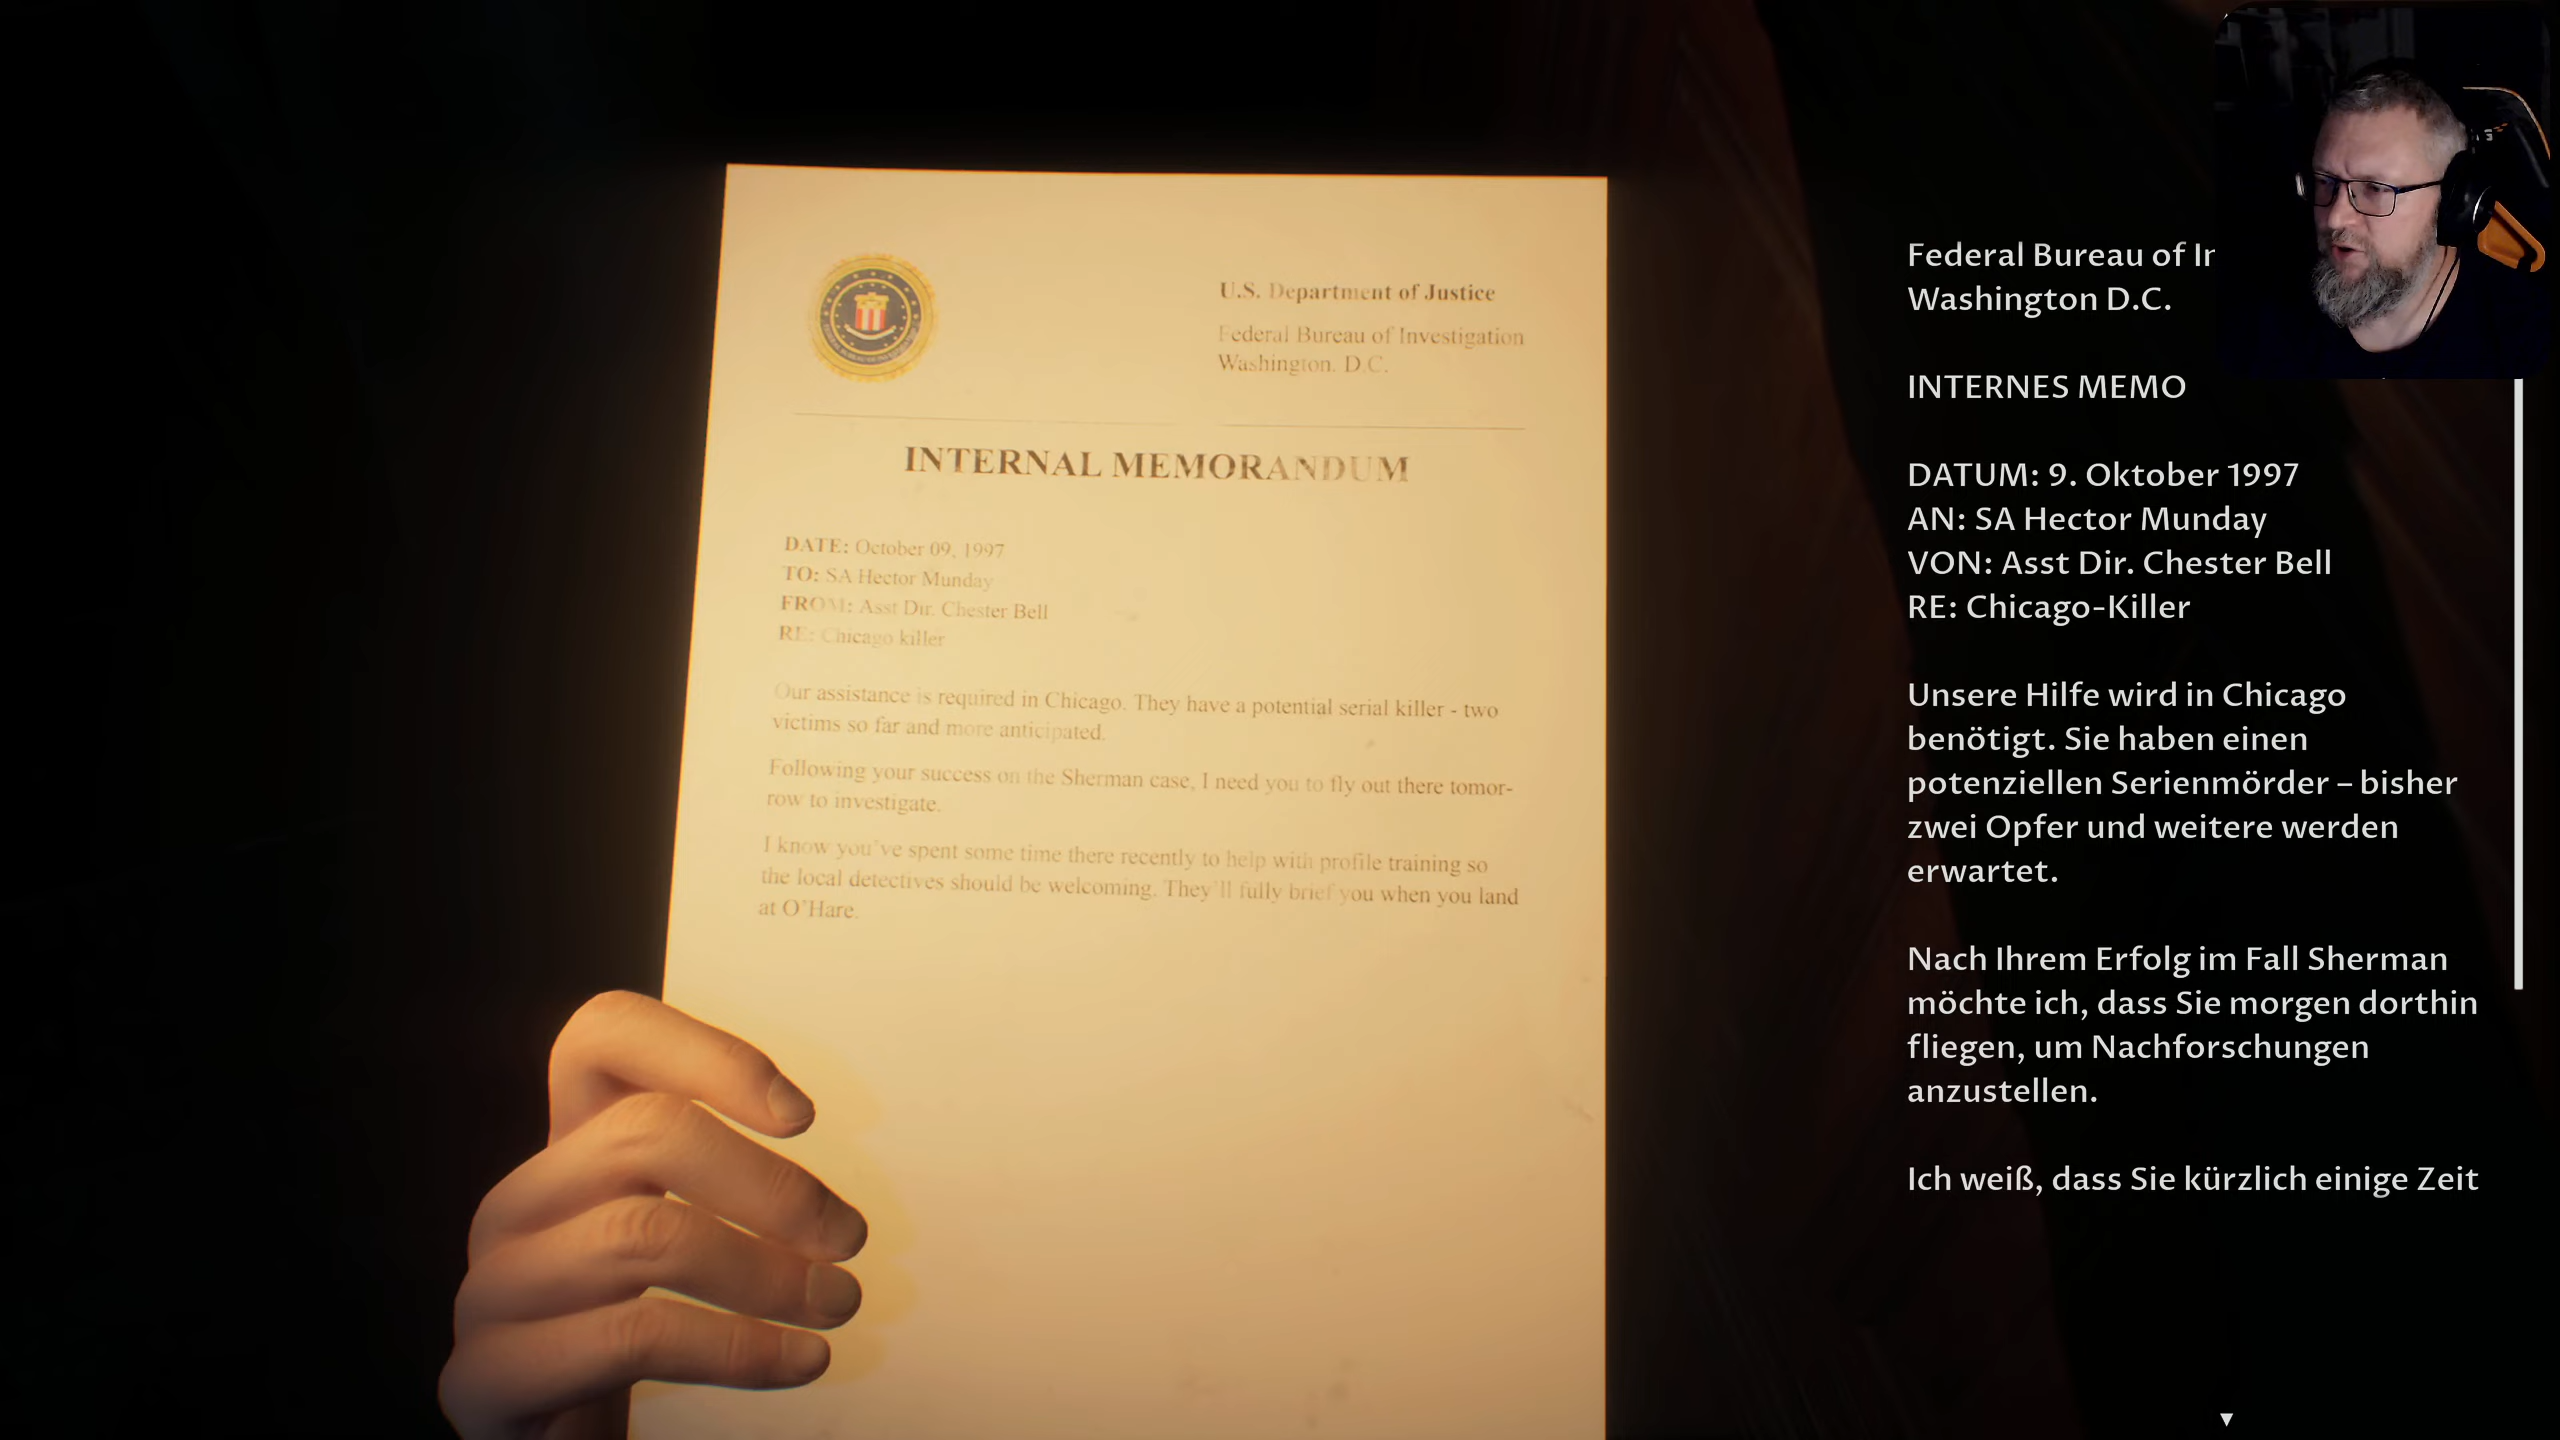 U.S. Department of Justice
Federal Bureau of Investigation
Washington. D.C.
INTERNAL MEMORANDUM
DATE: October 09, 1997
TO: SA Hector Munday
FROM: Asst Dir. Chester Bell
RE: Chicago killer
Our assistance is required in Chicago. They have a potential serial killer - two
victims so far and more anticipated.
Following your success on the Sherman case, I need you to fly out there tomor-
row to investigate.
I know you've spent some time there recently to help with profile training so
the local detectives should be welcoming. They'll fully brief you when you land
at O'Hare.
Federal Bureau of
Washington D.C.
INTERNES MEMO
DATUM: 9. Oktober 1997
AN: SA Hector Munday
VON: Asst Dir. Chester Bell
RE: Chicago-Killer
Unsere Hilfe wird in Chicago
benötigt. Sie haben einen
potenziellen Serienmörder – bisher
zwei Opfer und weitere werden
erwartet.
Nach Ihrem Erfolg im Fall Sherman
möchte ich, dass Sie morgen dorthin
fliegen, um Nachforschungen
anzustellen.
Ich weiß, dass Sie kürzlich einige Zeit